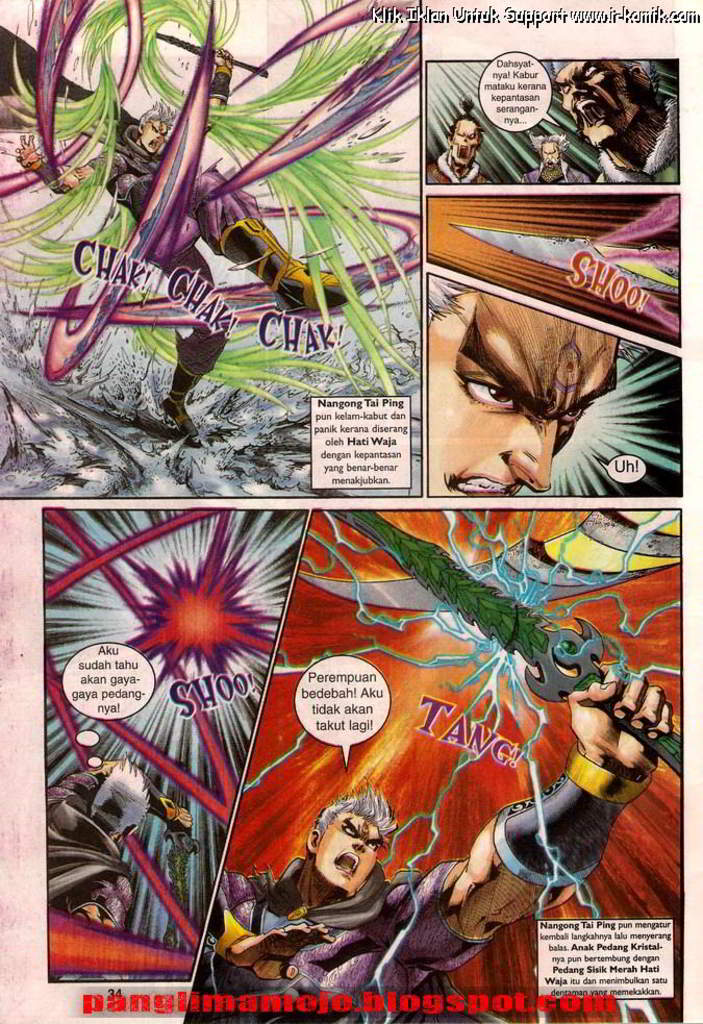 Klik Iklan Untuk Support www.i-komik.com
CHAK!
CHAK!
CHAK!
Nangong Tai Ping
pun kelam-kabut dan
panik kerana diserang
oleh Hati Waja
dengan kepantasan
yang benar-benar
menakjubkan.
Dahsyat-
nya! Kabur
mataku kerana
kepantasan
serangan-
nya...
SHOO!
Uh!
Aku
sudah tahu
akan gaya-
gaya pedang-
nya!
SHOO!
Perempuan
bedebah! Aku
tidak akan
takut lagi!
TANG!
Nangong Tai Ping pun mengatur
kembali langkahnya lalu menyerang
balas. Anak Pedang Kristal-
nya pun bertembung dengan
Pedang Sisik Merah Hati
Waja itu dan menimbulkan satu
dentaman yang memekakkan.
34
panglimamojo.blogspot.com